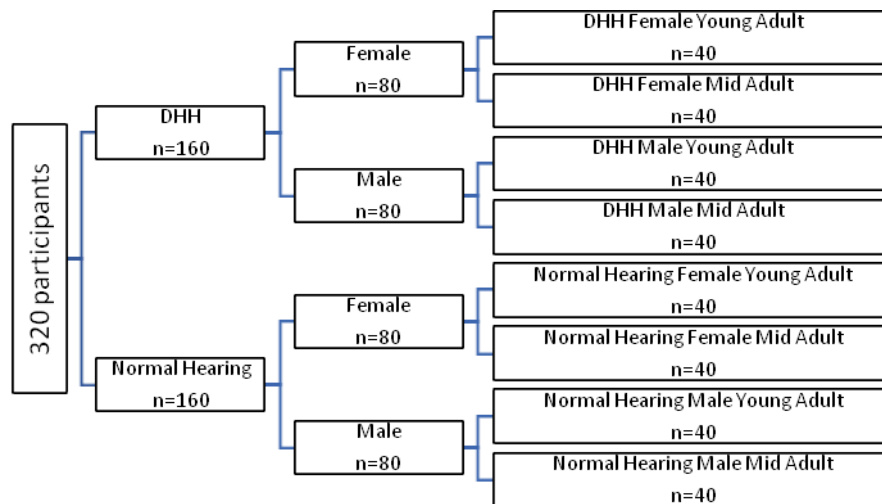 320 participants
DHH
n=160
Female
n=80
DHH Female Young Adult
n=40
DHH Female Mid Adult
n=40
Male
n=80
DHH Male Young Adult
n=40
DHH Male Mid Adult
n=40
Normal Hearing
n=160
Female
n=80
Normal Hearing Female Young Adult
n=40
Normal Hearing Female Mid Adult
n=40
Male
n=80
Normal Hearing Male Young Adult
n=40
Normal Hearing Male Mid Adult
n=40